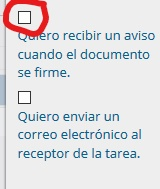 Quiero recibir un aviso
cuando el documento
se firme.
Quiero enviar un
correo electrónico al
receptor de la tarea.